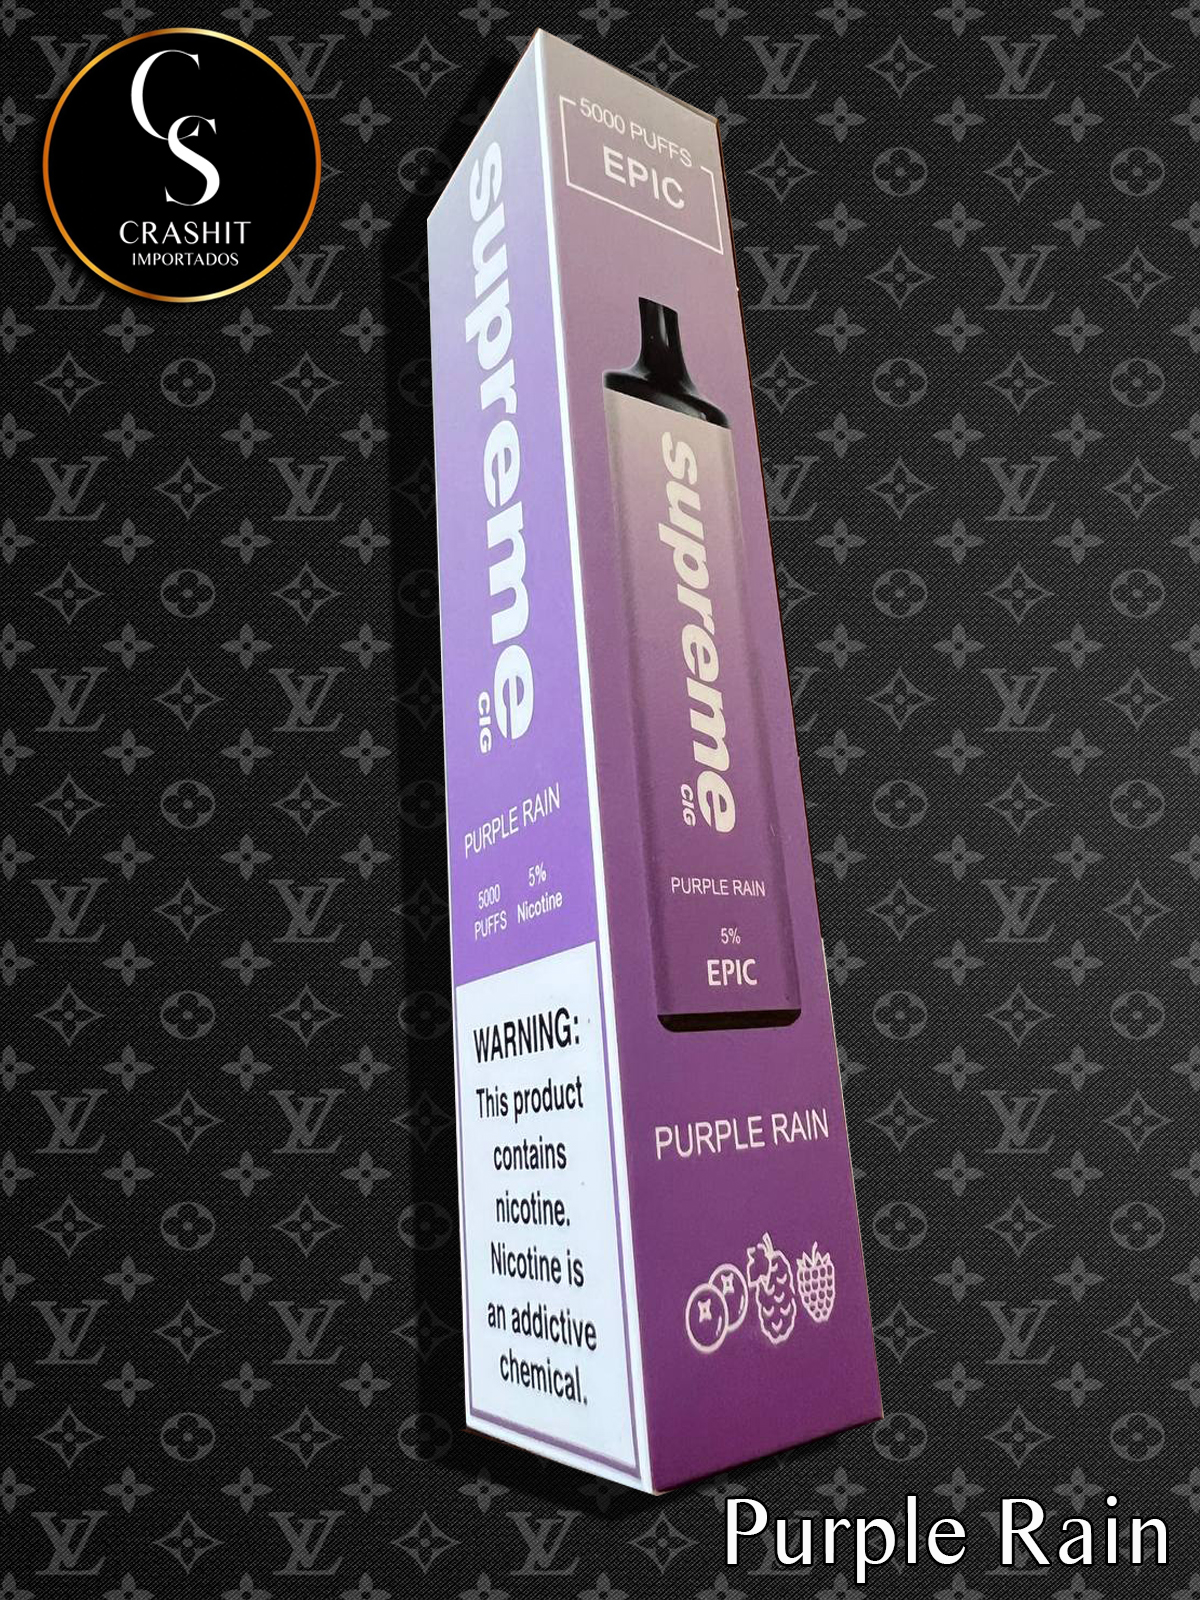 CS
CRASHIT
IMPORTADOS
5000 PUFFS
EPIC
supreme
CIG
PURPLE RAIN
5000
PUFFS
5%
Nicotine
WARNING:
This product
contains
nicotine.
Nicotine is
an addictive
chemical.
supreme
CIG
PURPLE RAIN
5%
EPIC
PURPLE RAIN
Purple Rain